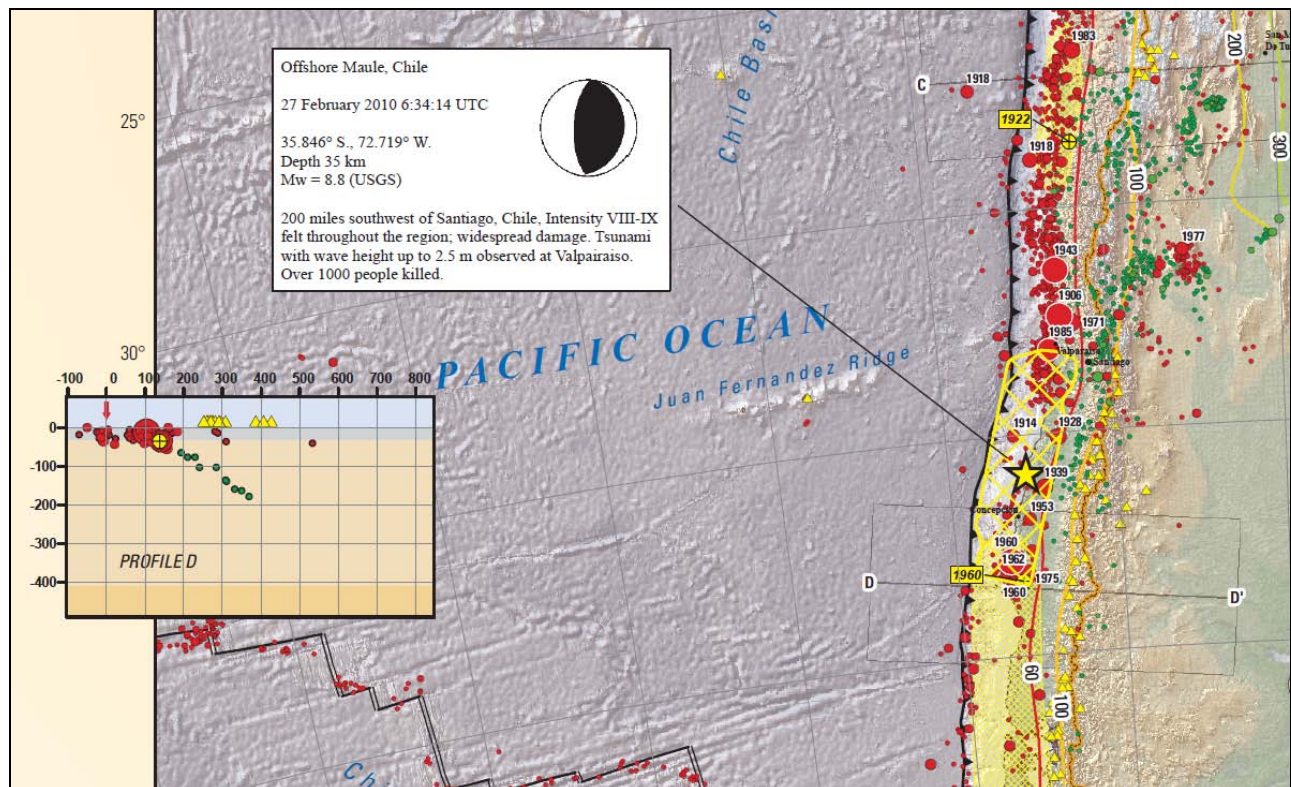 Offshore Maule, Chile
27 February 2010 6:34:14 UTC
35.846° S., 72.719° W.
Depth 35 km
Mw = 8.8 (USGS)
200 miles southwest of Santiago, Chile, Intensity VIII-IX
felt throughout the region; widespread damage. Tsunami
with wave height up to 2.5 m observed at Valpairaiso.
Over 1000 people killed.
Chile Basi
1983
200
C
1918
25°
1922
1918
100
300
1977
1943
1906
1971
1985
Valparaiso
Santiago
PACIFIC OCEAN
Juan Fernandez Ridge
30°
-100 0 100 200 300 400 500 600 700 800
0
-100
-200
-300
-400
PROFILE D
1914
1928
1939
1953
Concepcion
1960
1962
1960
1975
1960
D
D'
60
100
Chi